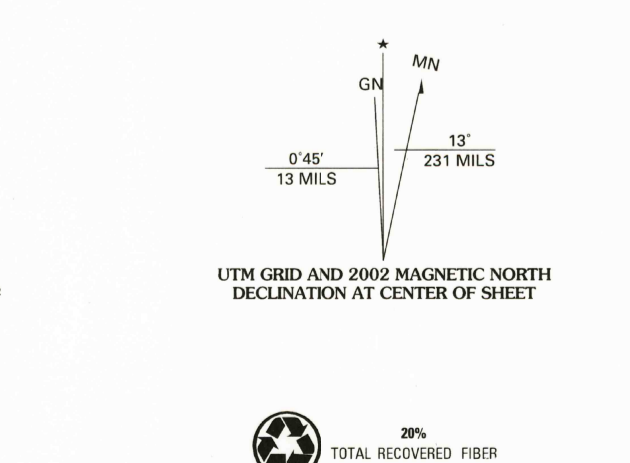 ★
MN
GN
13°
231 MILS
0°45′
13 MILS
UTM GRID AND 2002 MAGNETIC NORTH
DECLINATION AT CENTER OF SHEET
20%
TOTAL RECOVERED FIBER